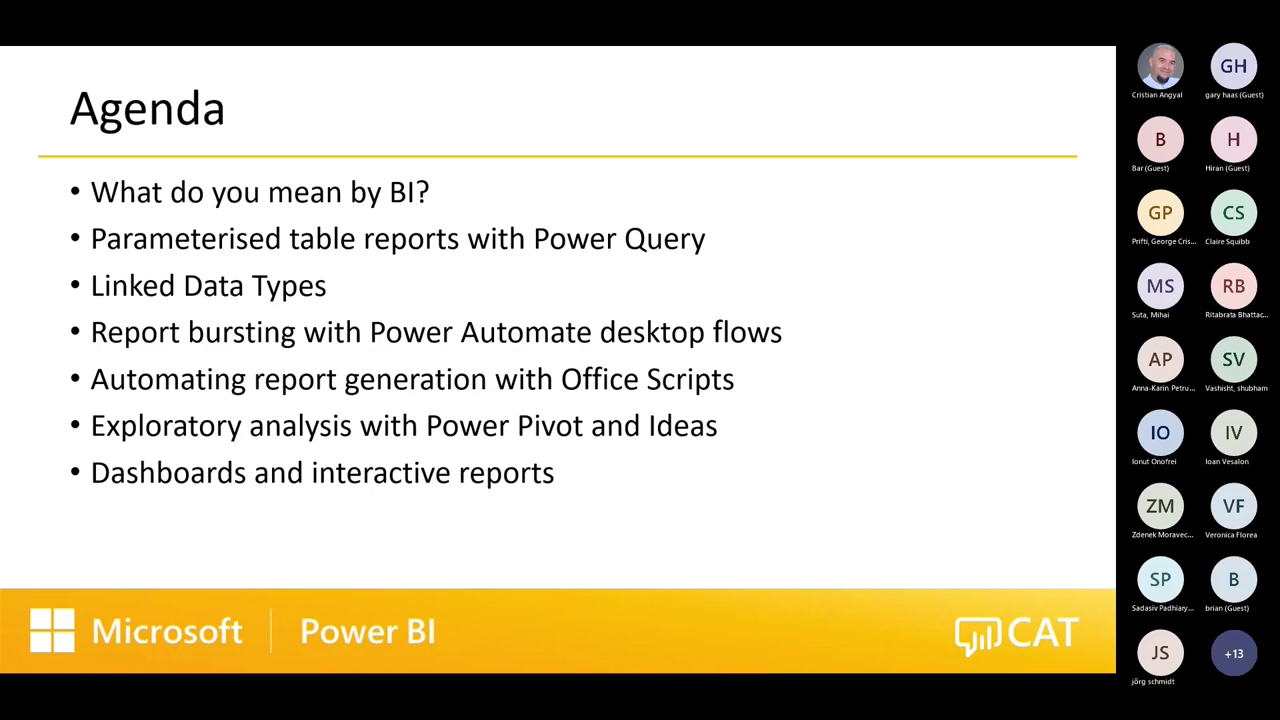 Agenda
• What do you mean by BI?
• Parameterised table reports with Power Query
• Linked Data Types
• Report bursting with Power Automate desktop flows
• Automating report generation with Office Scripts
• Exploratory analysis with Power Pivot and Ideas
• Dashboards and interactive reports
Microsoft | Power BI
CAT
GH
Cristian Angyal
gary haas (Guest)
B
H
Bar (Guest)
Hiran (Guest)
GP
CS
Prifti, George Cris...
Claire Squibb
MS
RB
Suta, Mihai
Ritabrata Bhattac...
AP
SV
Anna-Karin Petru...
Vashisht, shubham
IO
IV
Ionut Onofrei
Ioan Vesalon
ZM
VF
Zdenek Moravec...
Veronica Florea
SP
B
Sadasiv Padhiary...
brian (Guest)
JS
+13
jörg schmidt